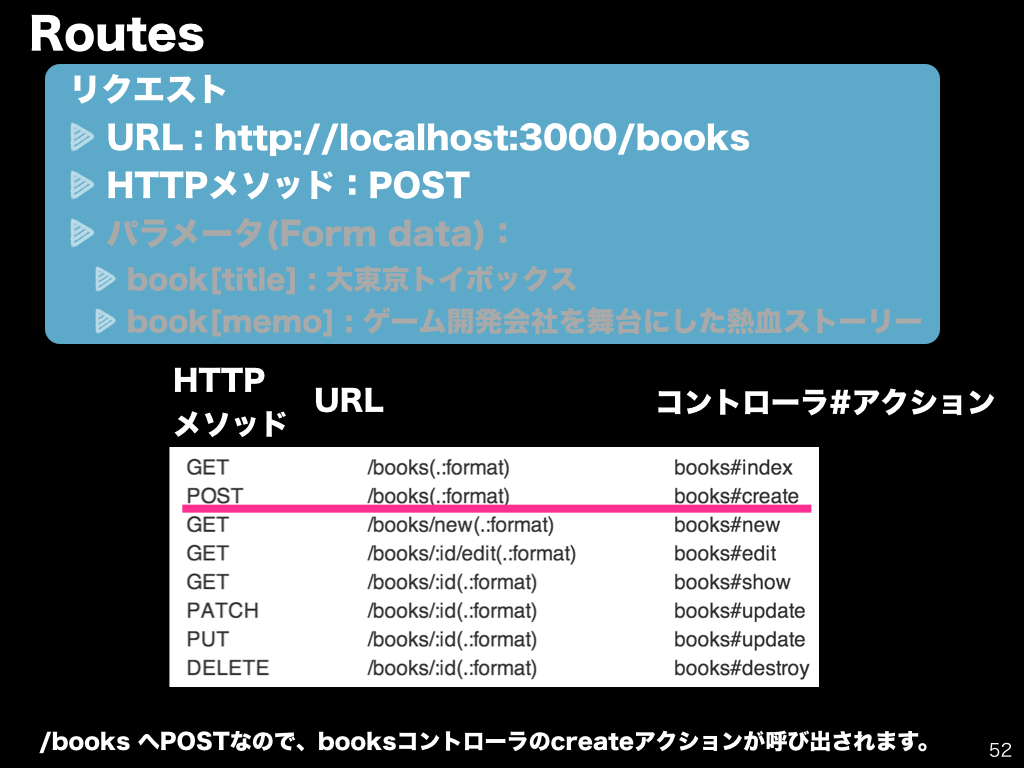 Routes
リクエスト
URL : http://localhost:3000/books
HTTPメソッド：POST
パラメータ(Form data)：
book[title] : 大東京トイボックス
book[memo] : ゲーム開発会社を舞台にした熱血ストーリー
HTTP
メソッド
URL
コントローラ#アクション
GET /books(.:format) books#index
POST /books(.:format) books#create
GET /books/new(.:format) books#new
GET /books/:id/edit(.:format) books#edit
GET /books/:id(.:format) books#show
PATCH /books/:id(.:format) books#update
PUT /books/:id(.:format) books#update
DELETE /books/:id(.:format) books#destroy
/books へPOSTなので、booksコントローラのcreateアクションが呼び出されます。
52